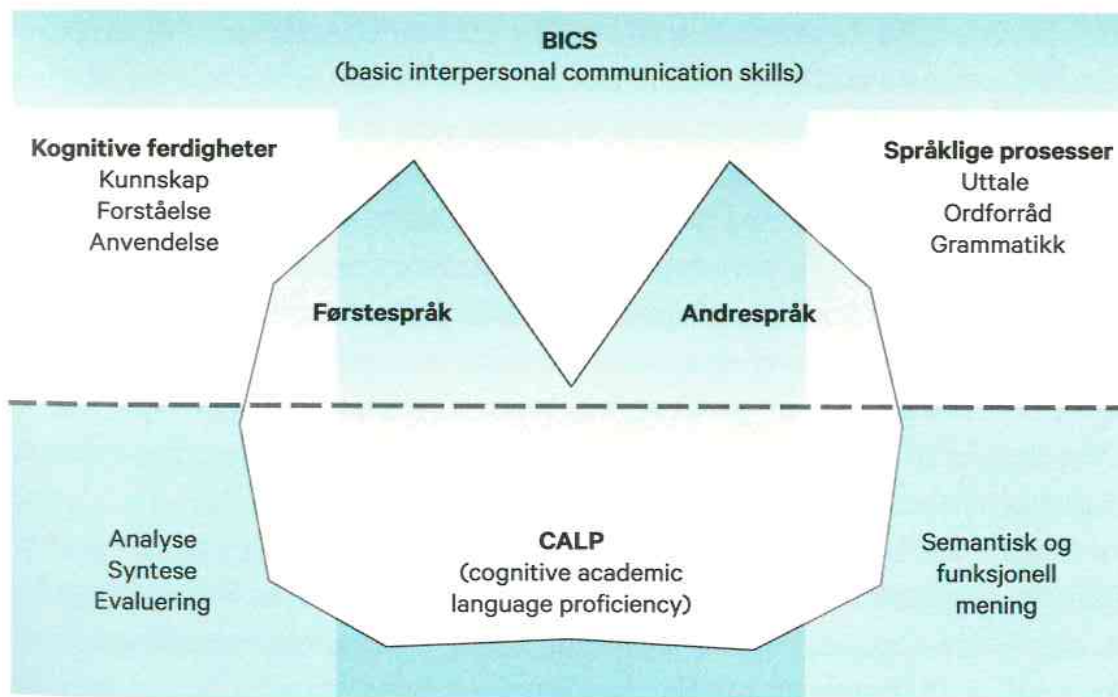 BICS
(basic interpersonal communication skills)
Kognitive ferdigheter
Kunnskap
Forståelse
Anvendelse
Språklige prosesser
Uttale
Ordforråd
Grammatikk
Førstespråk
Andrespråk
Analyse
Syntese
Evaluering
CALP
(cognitive academic
language proficiency)
Semantisk og
funksjonell
mening